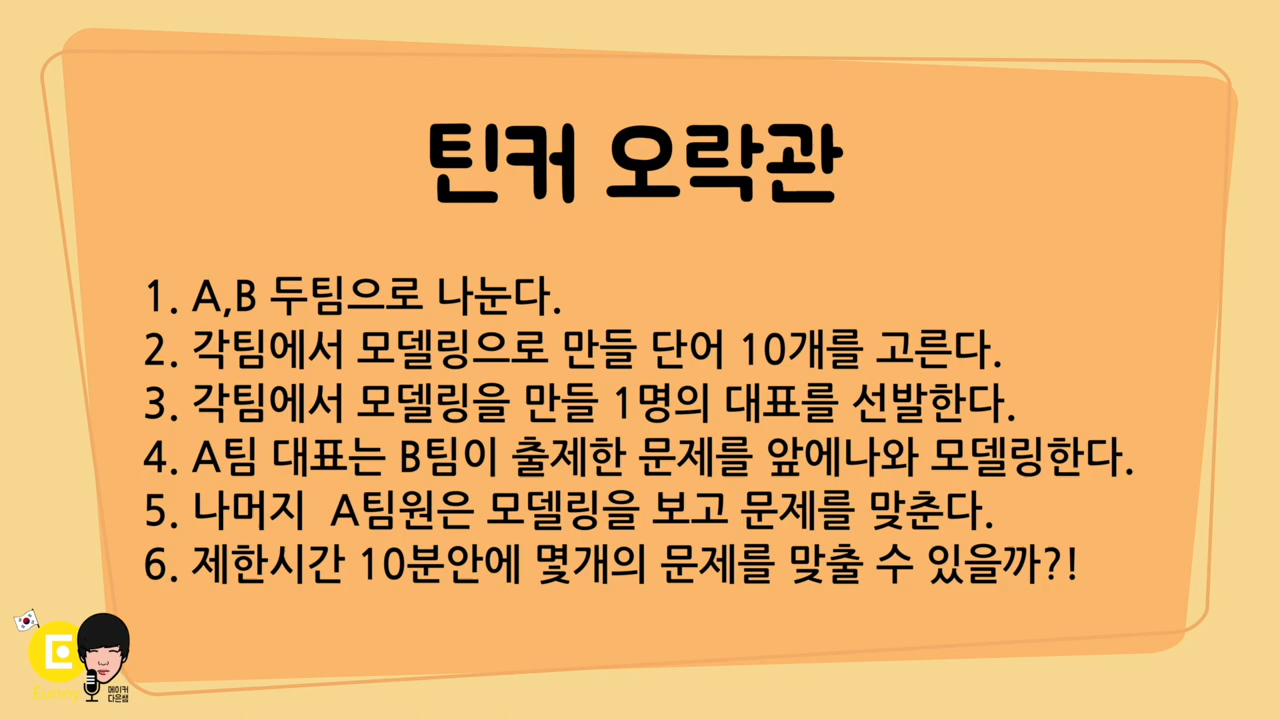 틴커 오락관
1. A,B 두팀으로 나눈다.
2. 각팀에서 모델링으로 만들 단어 10개를 고른다.
3. 각팀에서 모델링을 만들 1명의 대표를 선발한다.
4. A팀 대표는 B팀이 출제한 문제를 앞에나와 모델링한다.
5. 나머지  A팀원은 모델링을 보고 문제를 맞춘다.
6. 제한시간 10분안에 몇개의 문제를 맞출 수 있을까?!
Eunny
메이커
다은쌤